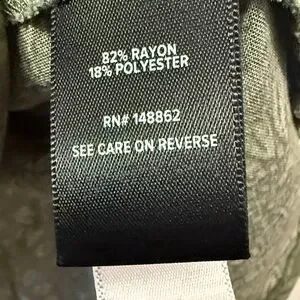 82% RAYON
18% POLYESTER
RN# 148862
SEE CARE ON REVERSE